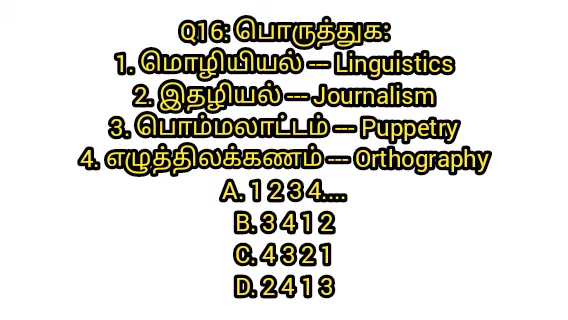 Q16: பொருத்துக:
1. மொழியியல் --- Linguistics
2. இதழியல் --- Journalism
3. பொம்மலாட்டம் --- Puppetry
4. எழுத்திலக்கணம் --- Orthography
A. 1 2 3 4....
B. 3 4 1 2
C. 4 3 2 1
D. 2 4 1 3